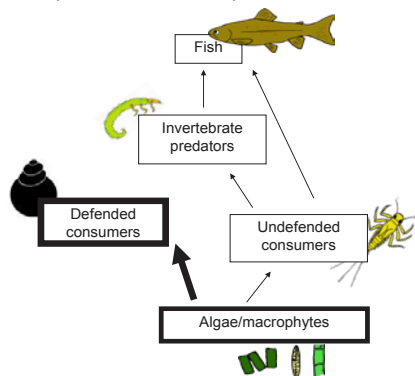 Fish
Invertebrate
predators
Defended
consumers
Undefended
consumers
Algae/macrophytes